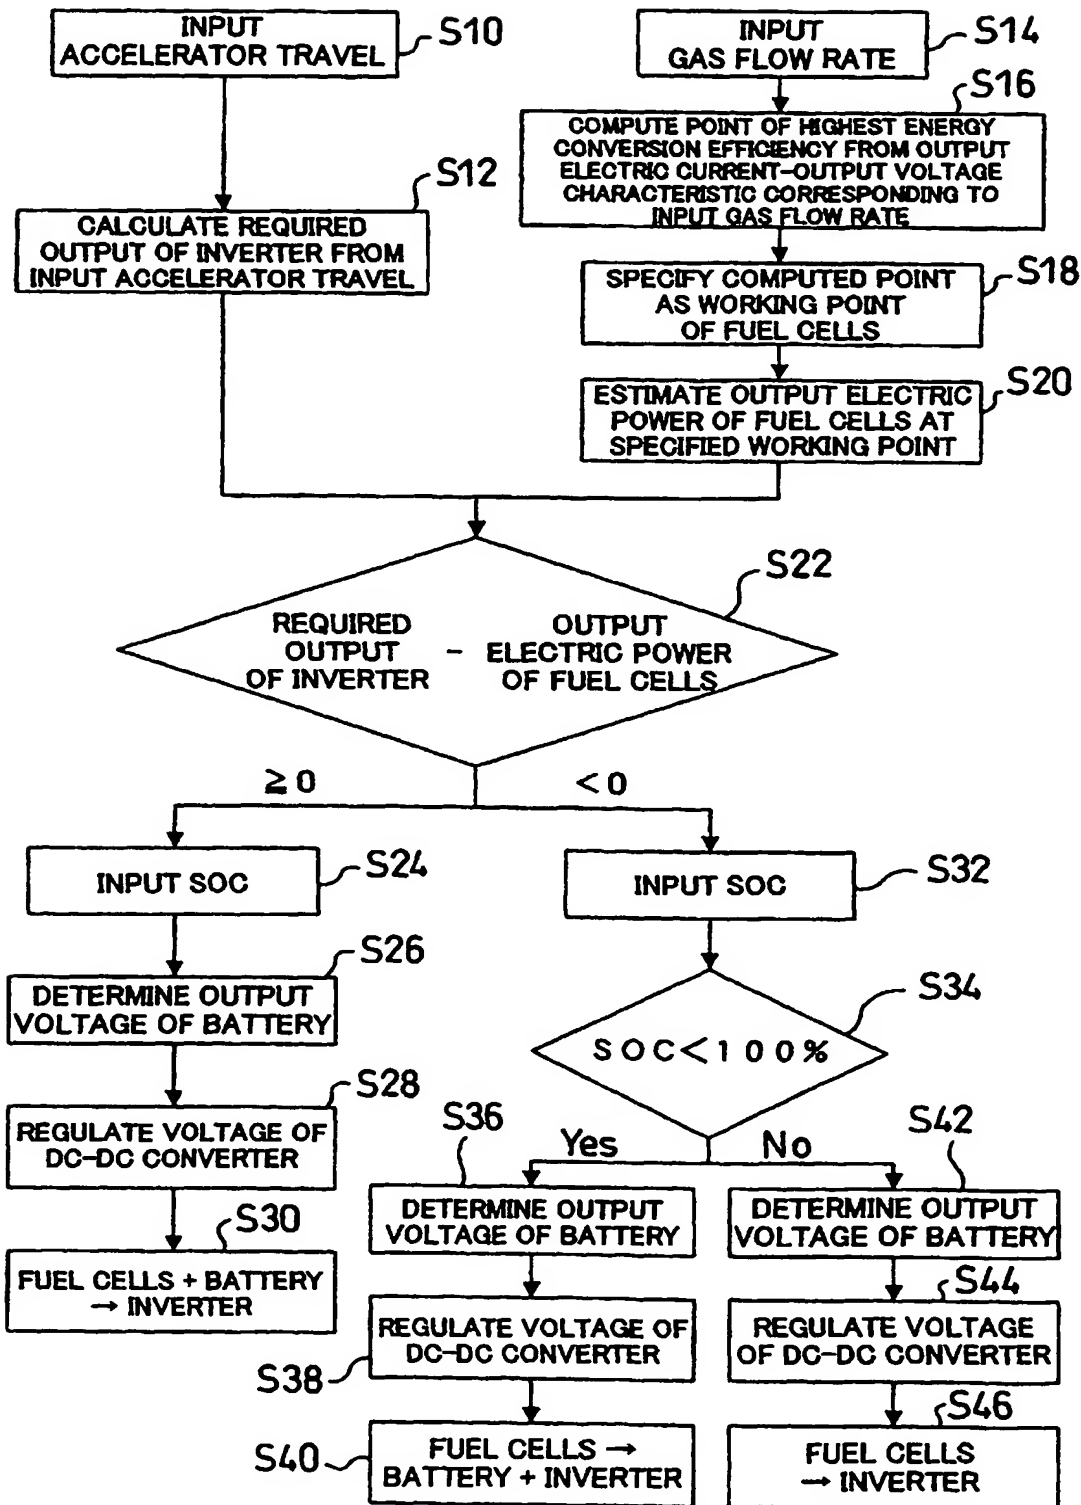 INPUT
ACCELERATOR TRAVEL
S10
INPUT
GAS FLOW RATE
S14
S16
COMPUTE POINT OF HIGHEST ENERGY
CONVERSION EFFICIENCY FROM OUTPUT
ELECTRIC CURRENT-OUTPUT VOLTAGE
CHARACTERISTIC CORRESPONDING TO
INPUT GAS FLOW RATE
S12
CALCULATE REQUIRED
OUTPUT OF INVERTER FROM
INPUT ACCELERATOR TRAVEL
S18
SPECIFY COMPUTED POINT
AS WORKING POINT
OF FUEL CELLS
S20
ESTIMATE OUTPUT ELECTRIC
POWER OF FUEL CELLS AT
SPECIFIED WORKING POINT
S22
REQUIRED
OUTPUT
OF INVERTER
-
OUTPUT
ELECTRIC POWER
OF FUEL CELLS
≧0
<0
INPUT SOC
S24
INPUT SOC
S32
S26
DETERMINE OUTPUT
VOLTAGE OF BATTERY
S34
SOC<100%
S28
REGULATE VOLTAGE OF
DC-DC CONVERTER
Yes
No
S36
DETERMINE OUTPUT
VOLTAGE OF BATTERY
S42
DETERMINE OUTPUT
VOLTAGE OF BATTERY
S30
FUEL CELLS + BATTERY
→ INVERTER
REGULATE VOLTAGE OF
DC-DC CONVERTER
S38
S44
REGULATE VOLTAGE
OF DC-DC CONVERTER
S40
FUEL CELLS →
BATTERY + INVERTER
S46
FUEL CELLS
→ INVERTER